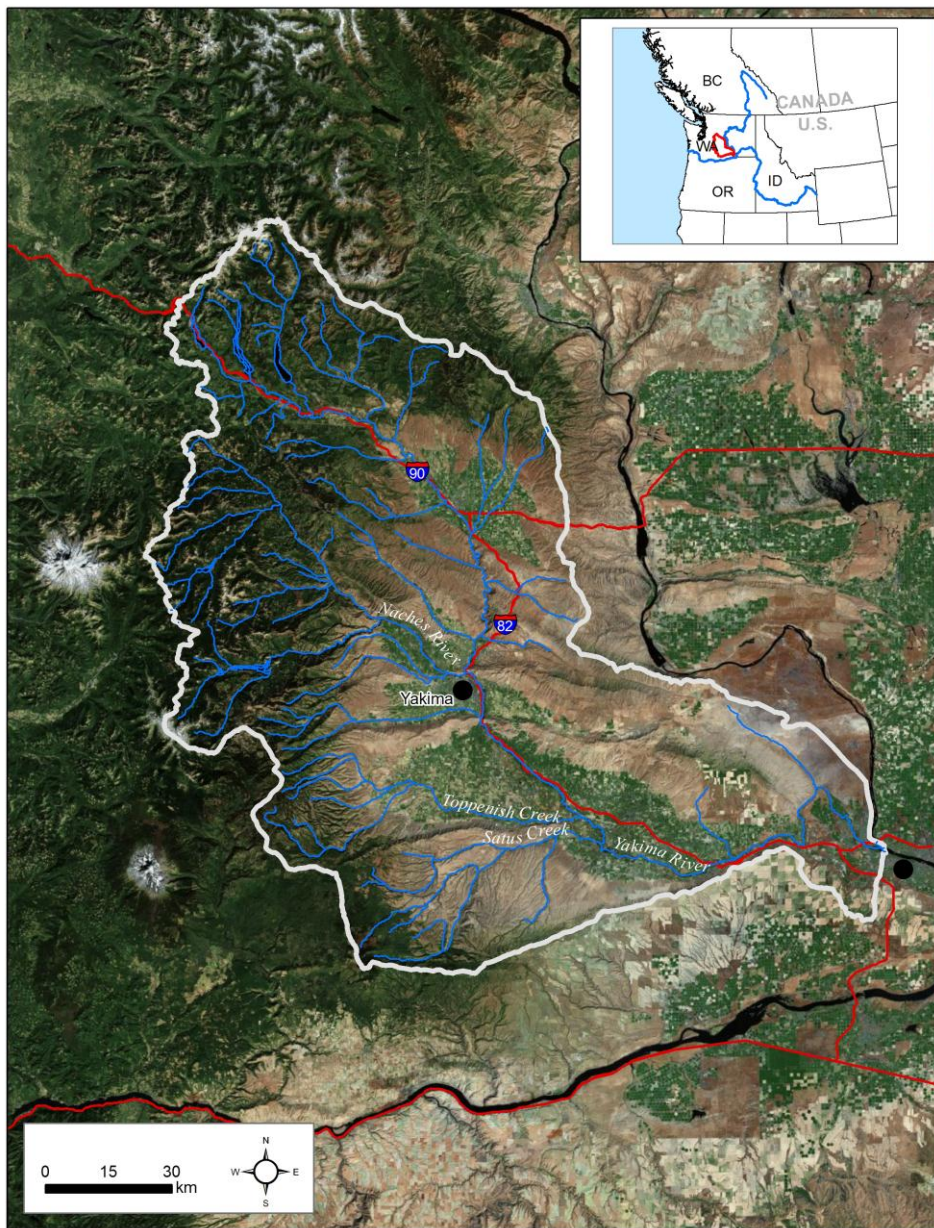 BC
CANADA
U.S.
WA
OR
ID
90
82
Naches River
Yakima
Toppenish Creek
Satus Creek
Yakima River
N
W
E
S
0 15 30
km